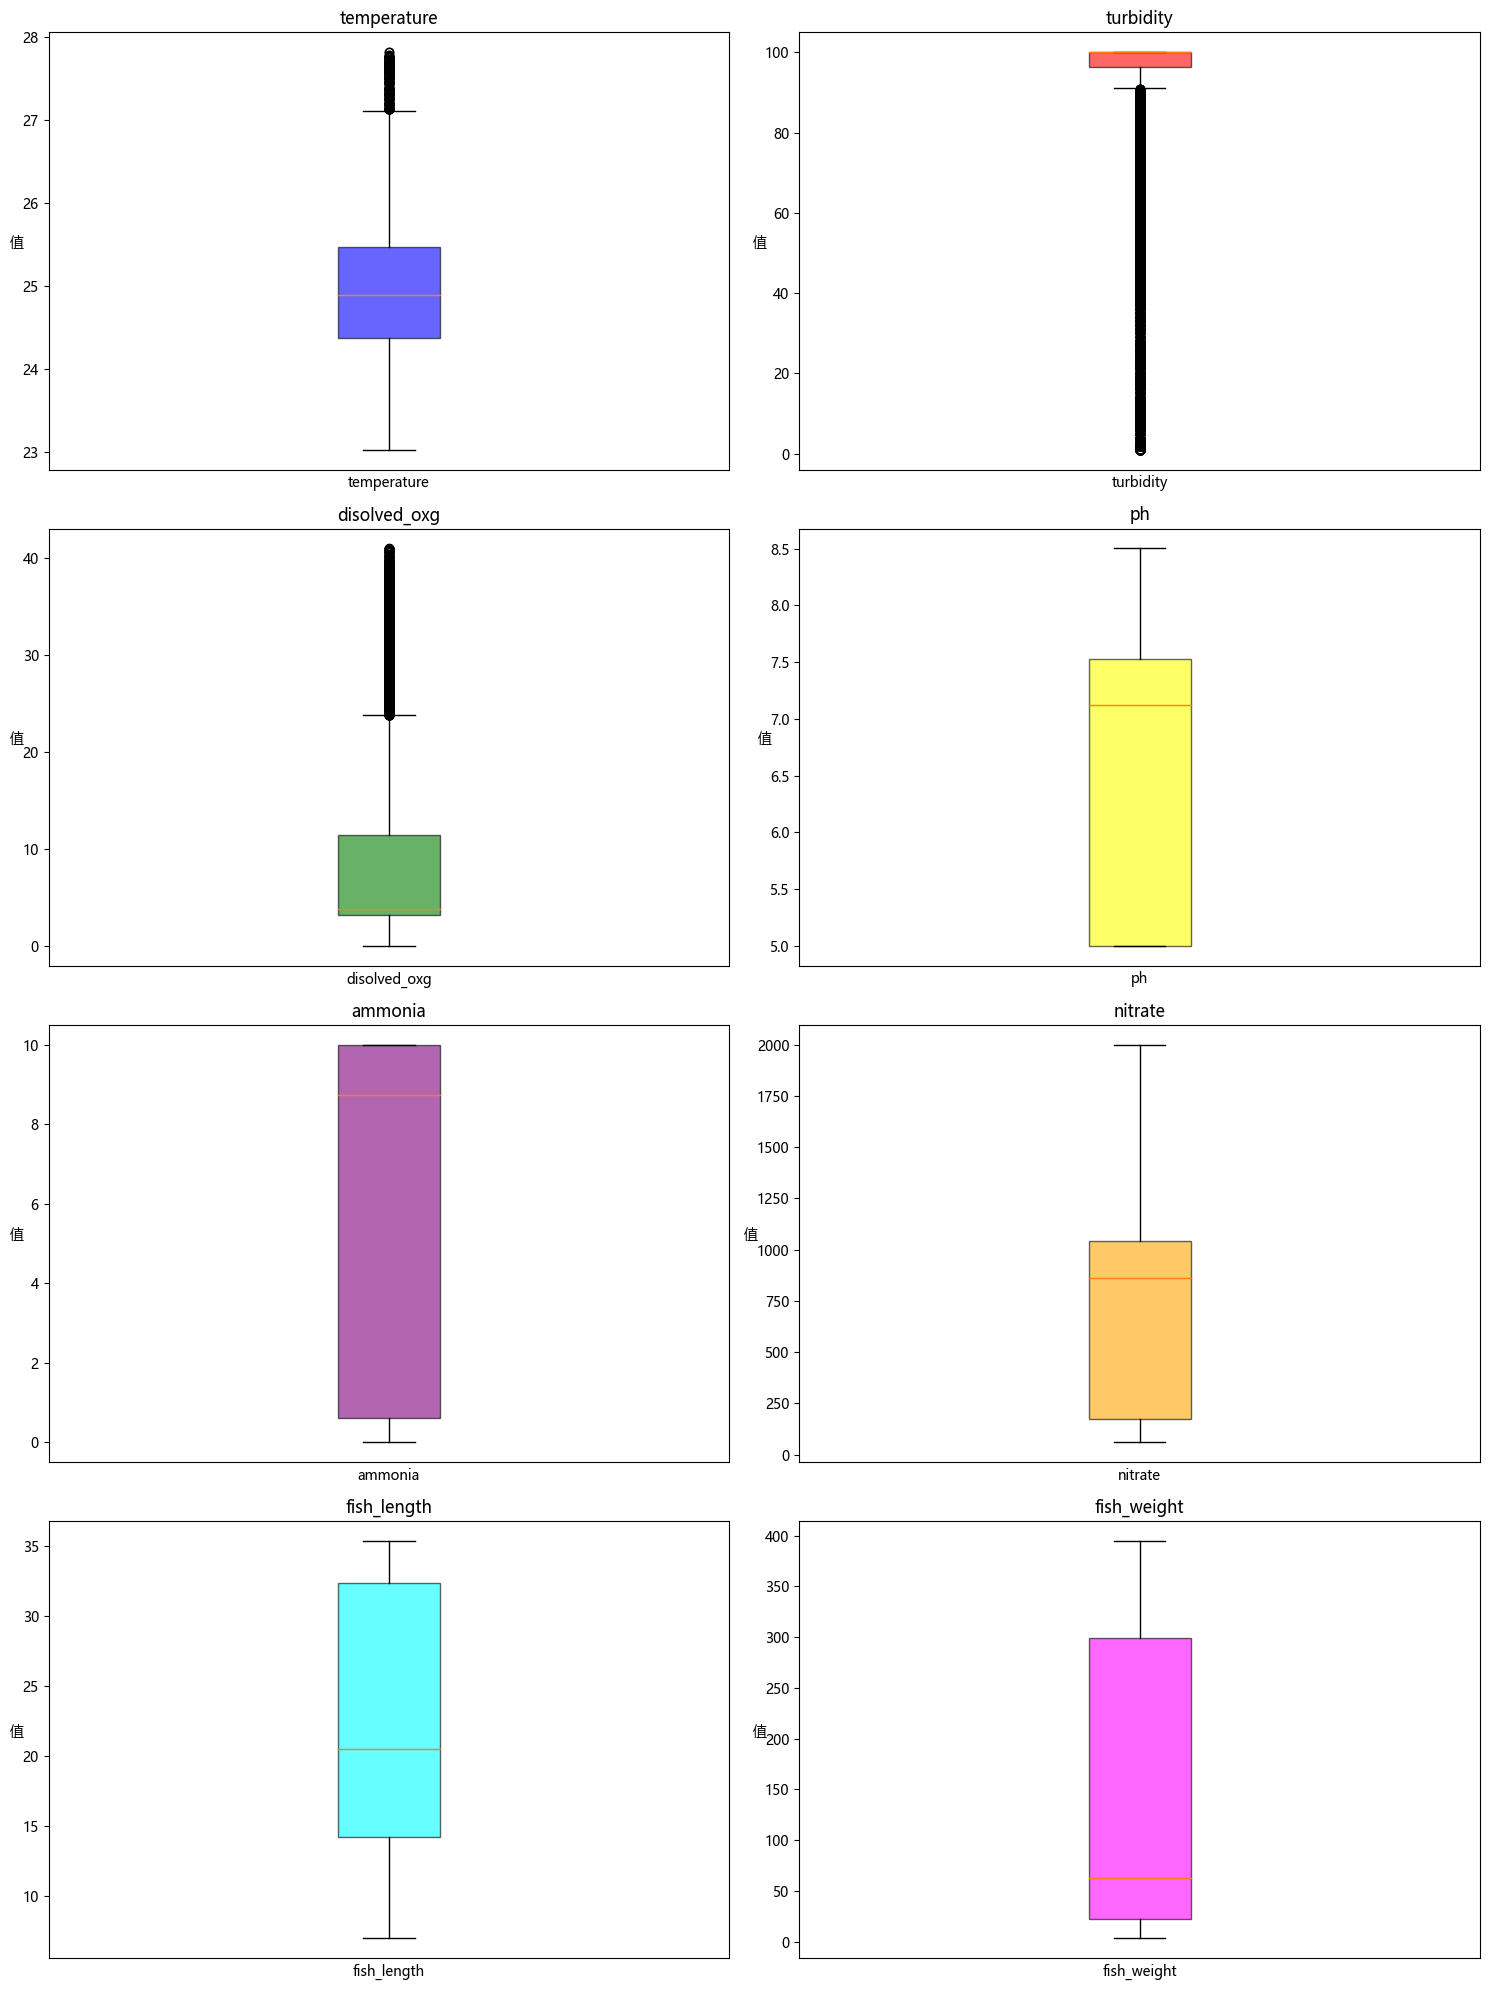 temperature
28
27
26
25
24
23
值
temperature
turbidity
100
80
60
40
20
0
值
turbidity
disolved_oxg
40
30
20
10
0
值
disolved_oxg
ph
8.5
8.0
7.5
7.0
6.5
6.0
5.5
5.0
值
ph
ammonia
10
8
6
4
2
0
值
ammonia
nitrate
2000
1750
1500
1250
1000
750
500
250
0
值
nitrate
fish_length
35
30
25
20
15
10
值
fish_length
fish_weight
400
350
300
250
200
150
100
50
0
值
fish_weight